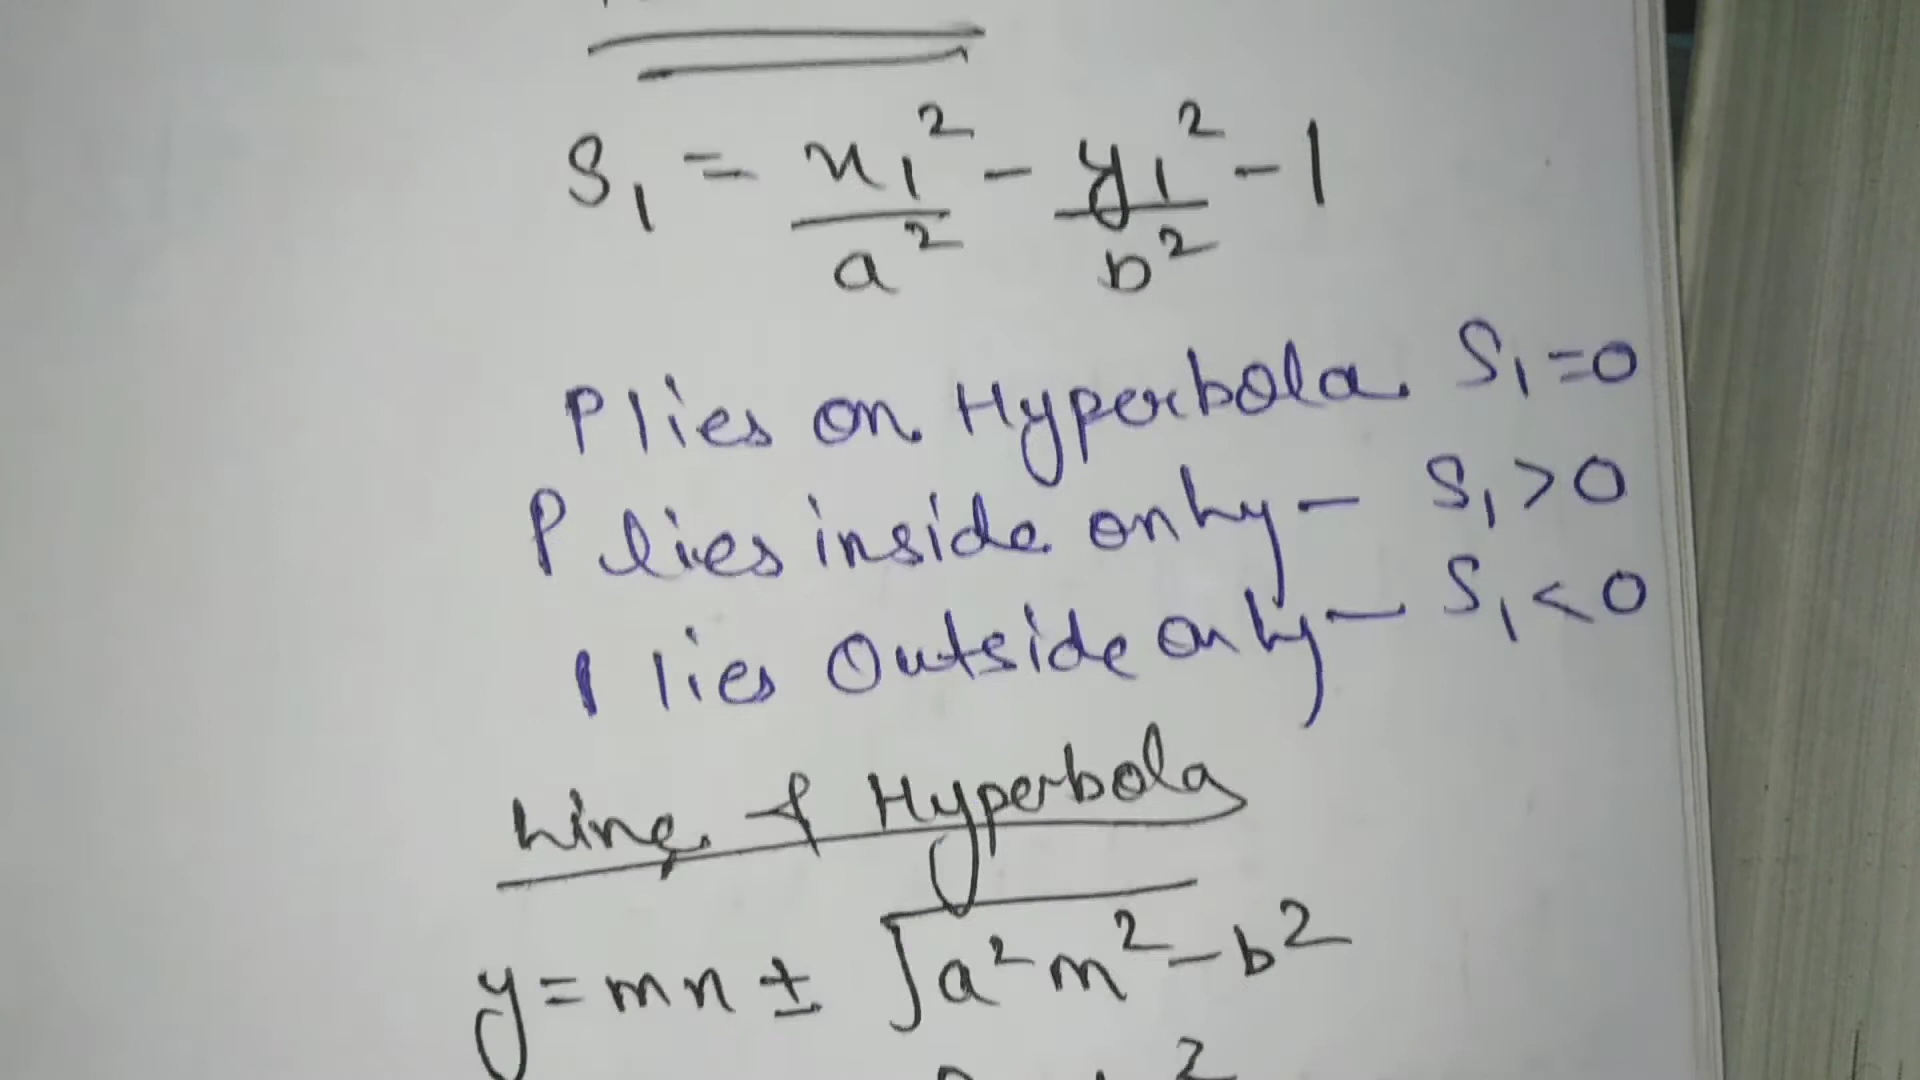 S₁ = x₁²/a² - y₁²/b² - 1
P lies on Hyperbola. S₁ = 0
P lies inside only - S₁ > 0
P lies Outside only - S₁ < 0
Line & Hyperbola
y = mx ± √a²m² - b²